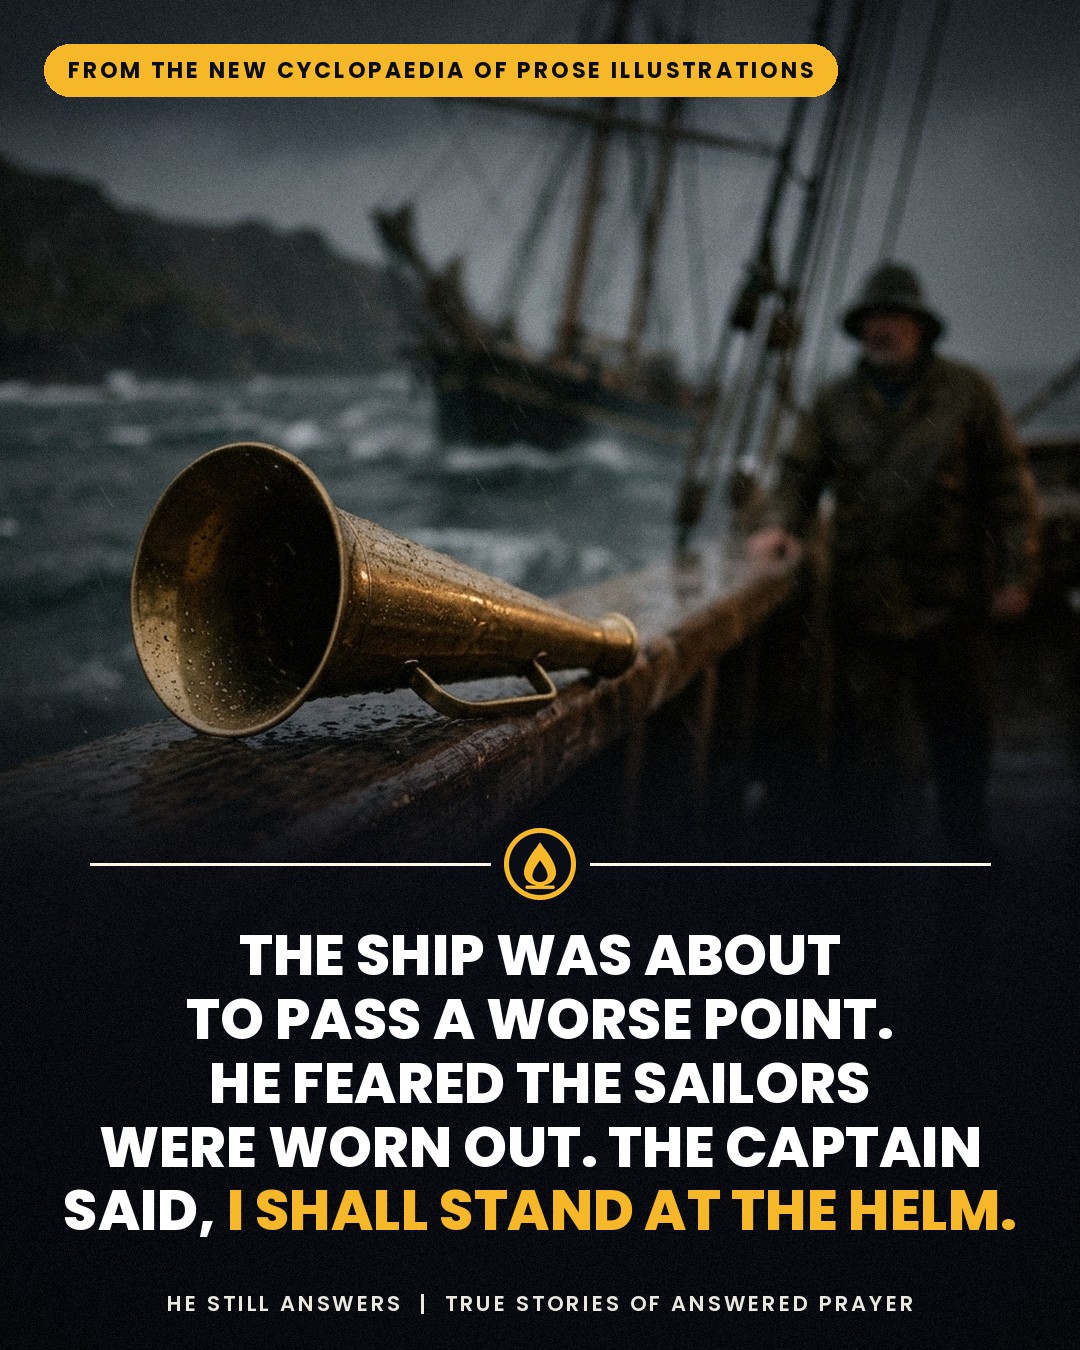 FROM THE NEW CYCLOPAEDIA OF PROSE ILLUSTRATIONS
THE SHIP WAS ABOUT
TO PASS A WORSE POINT.
HE FEARED THE SAILORS
WERE WORN OUT. THE CAPTAIN
SAID, I SHALL STAND AT THE HELM.
HE STILL ANSWERS | TRUE STORIES OF ANSWERED PRAYER